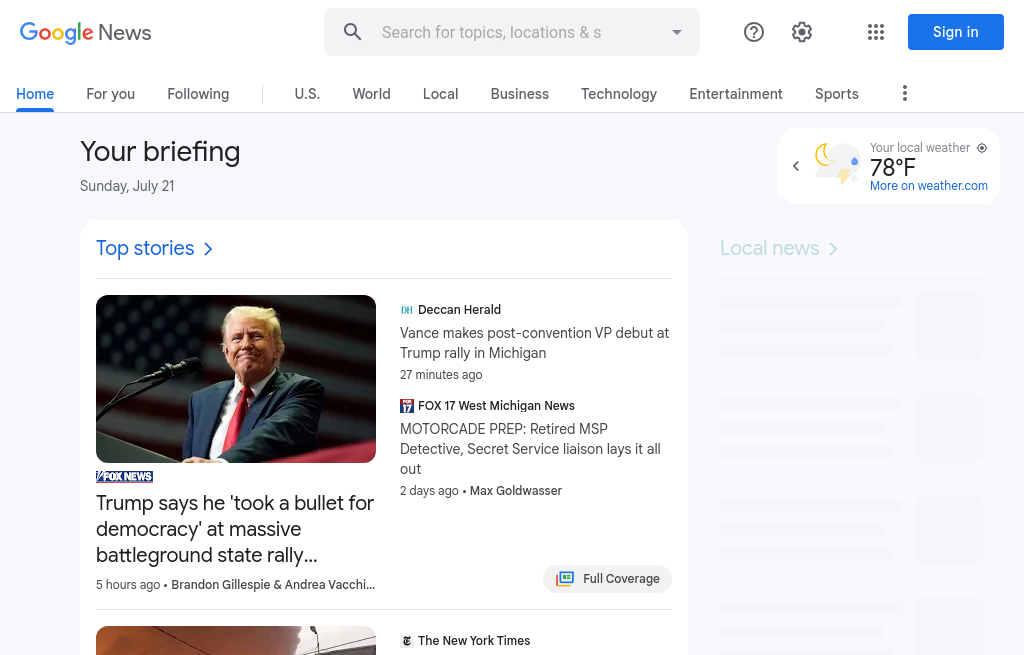 Google News
Search for topics, locations & s
Sign in
Home
For you
Following
U.S.
World
Local
Business
Technology
Entertainment
Sports
Your briefing
Sunday, July 21
Your local weather
78°F
More on weather.com
Top stories
Local news
FOX NEWS
Trump says he 'took a bullet for
democracy' at massive
battleground state rally...
5 hours ago • Brandon Gillespie & Andrea Vacchi...
DH Deccan Herald
Vance makes post-convention VP debut at
Trump rally in Michigan
27 minutes ago
FOX 17 FOX 17 West Michigan News
MOTORCADE PREP: Retired MSP
Detective, Secret Service liaison lays it all
out
2 days ago • Max Goldwasser
Full Coverage
The New York Times